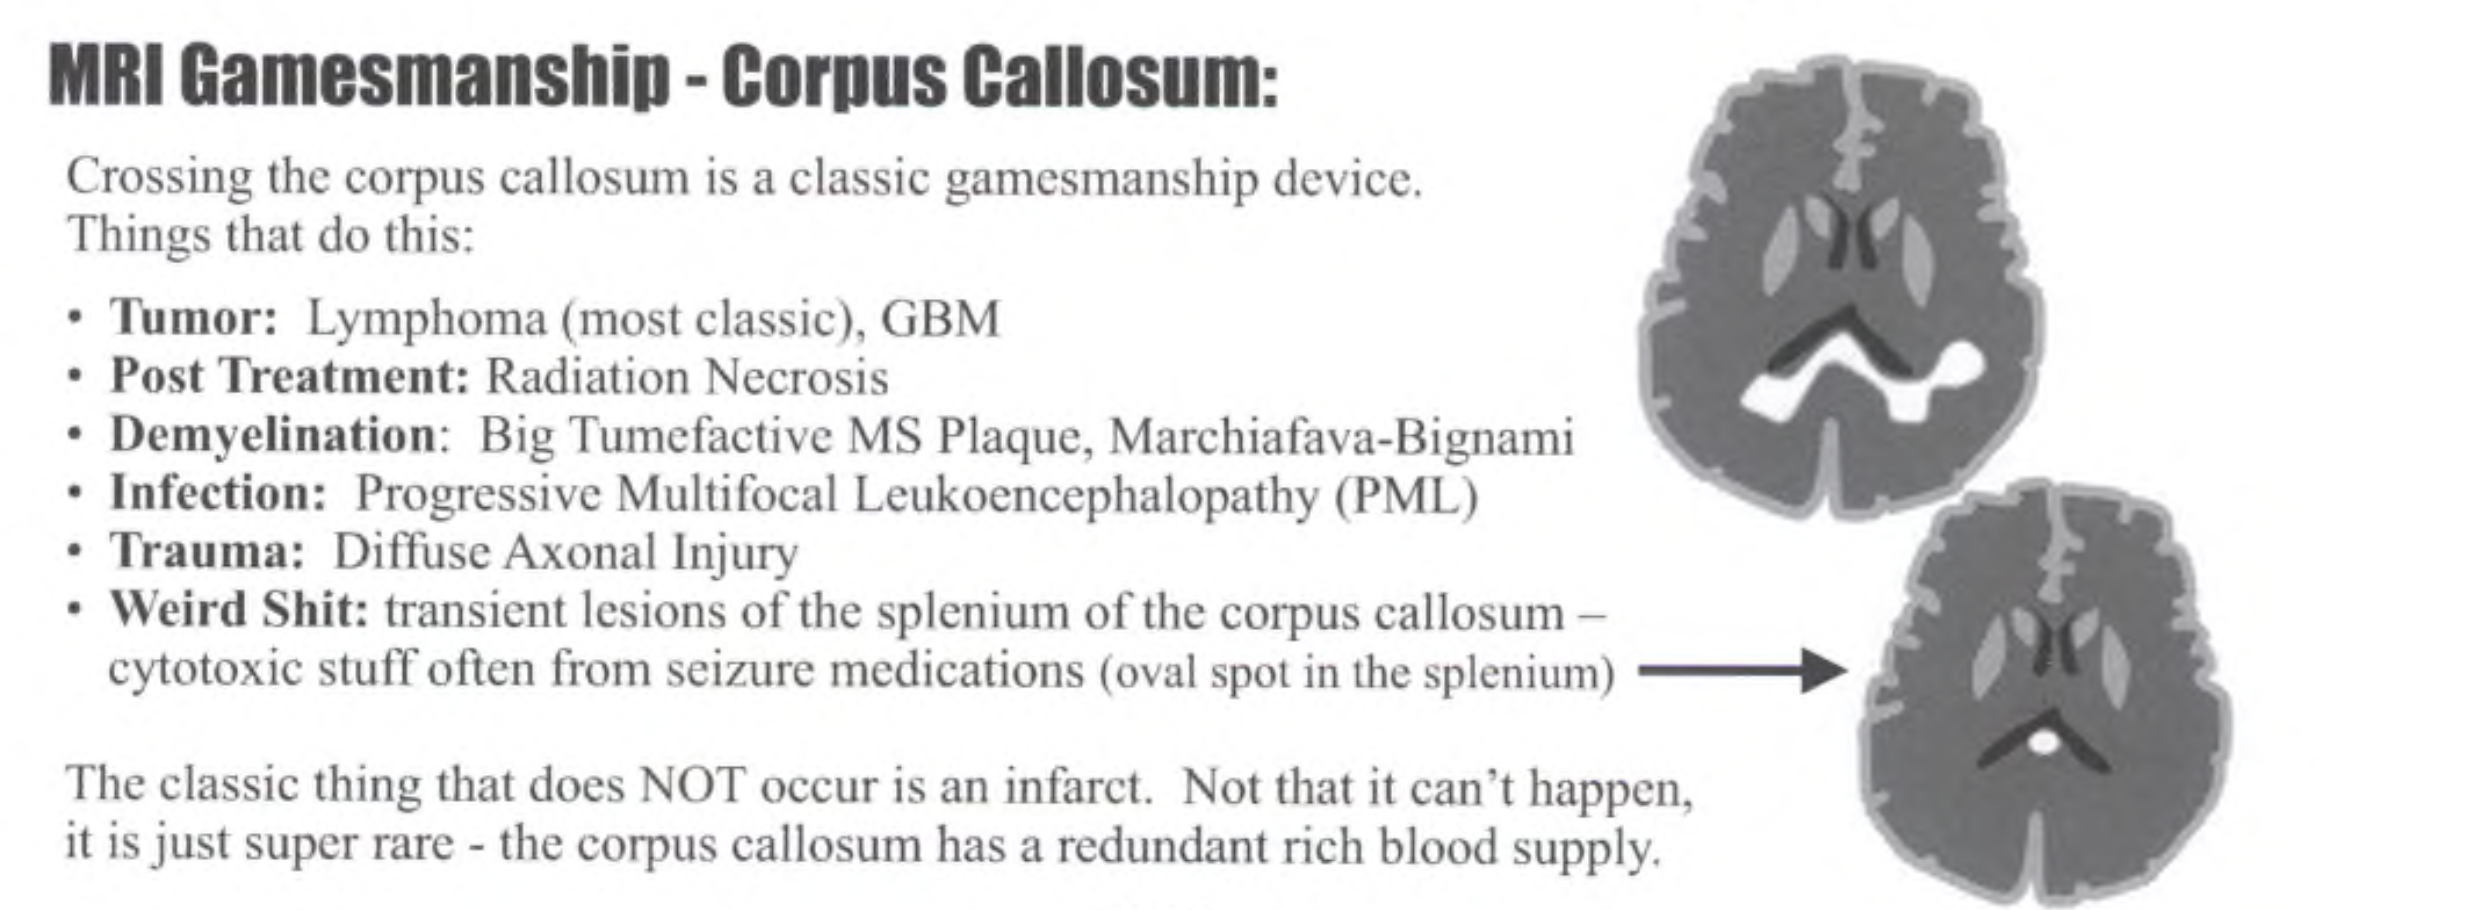 MRI Gamesmanship - Corpus Callosum:
Crossing the corpus callosum is a classic gamesmanship device.
Things that do this:
• Tumor: Lymphoma (most classic), GBM
• Post Treatment: Radiation Necrosis
• Demyelination: Big Tumefactive MS Plaque, Marchiafava-Bignami
• Infection: Progressive Multifocal Leukoencephalopathy (PML)
• Trauma: Diffuse Axonal Injury
• Weird Shit: transient lesions of the splenium of the corpus callosum –
cytotoxic stuff often from seizure medications (oval spot in the splenium)
The classic thing that does NOT occur is an infarct. Not that it can't happen,
it is just super rare - the corpus callosum has a redundant rich blood supply.